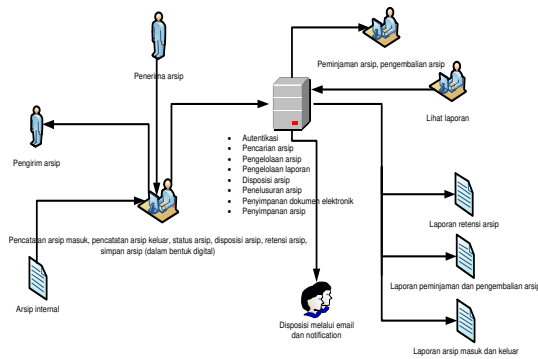 Penerima arsip
Peminjaman arsip, pengembalian arsip
Lihat laporan
Pengirim arsip
• Autentikasi
• Pencarian arsip
• Pengelolaan arsip
• Pengelolaan laporan
• Disposisi arsip
• Penelusuran arsip
• Penyimpanan dokumen elektronik
• Penyimpanan arsip
Pencatatan arsip masuk, pencatatan arsip keluar, status arsip, disposisi arsip, retensi arsip,
simpan arsip (dalam bentuk digital)
Laporan retensi arsip
Arsip internal
Laporan peminjaman dan pengembalian arsip
Disposisi melalui email
dan notification
Laporan arsip masuk dan keluar